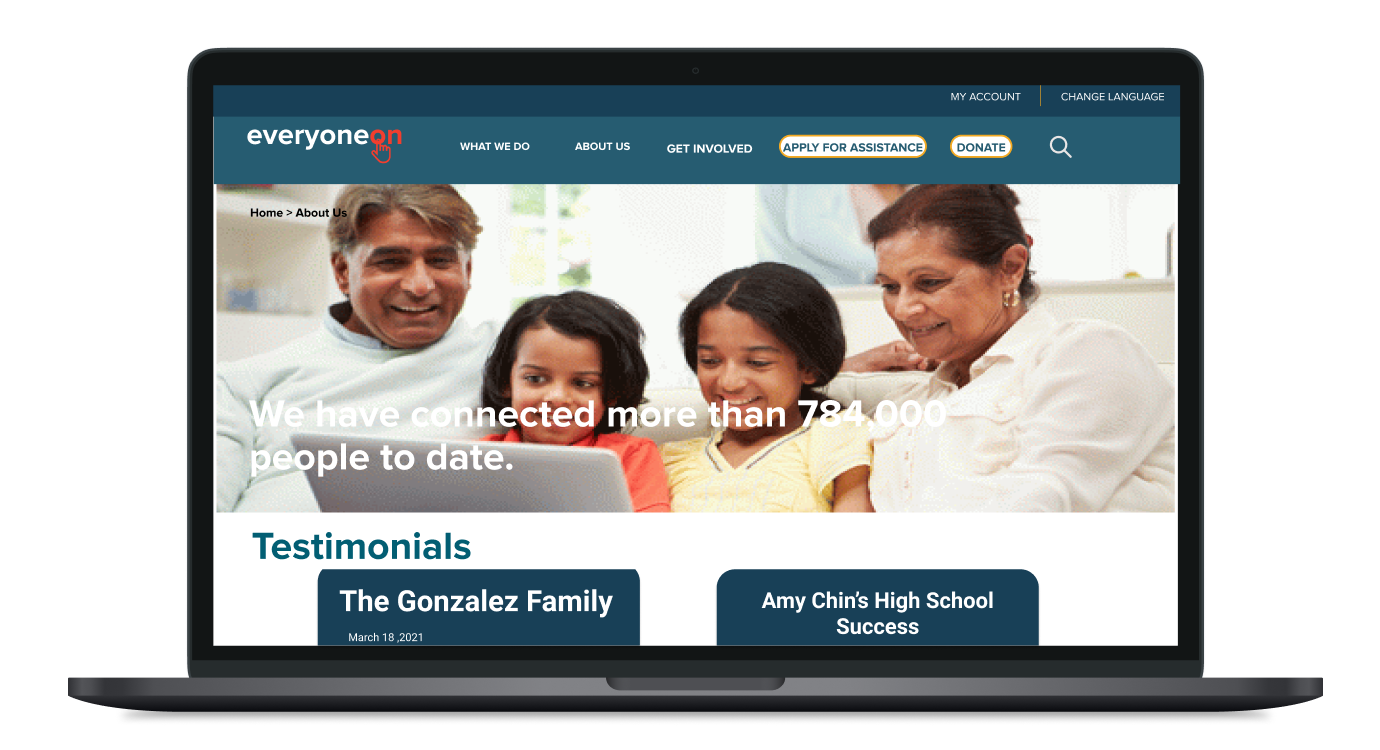 MY ACCOUNT
CHANGE LANGUAGE
everyoneon
WHAT WE DO
ABOUT US
GET INVOLVED
APPLY FOR ASSISTANCE
DONATE
Home > About Us
We have connected more than 784,000
people to date.
Testimonials
The Gonzalez Family
March 18 ,2021
Amy Chin's High School
Success